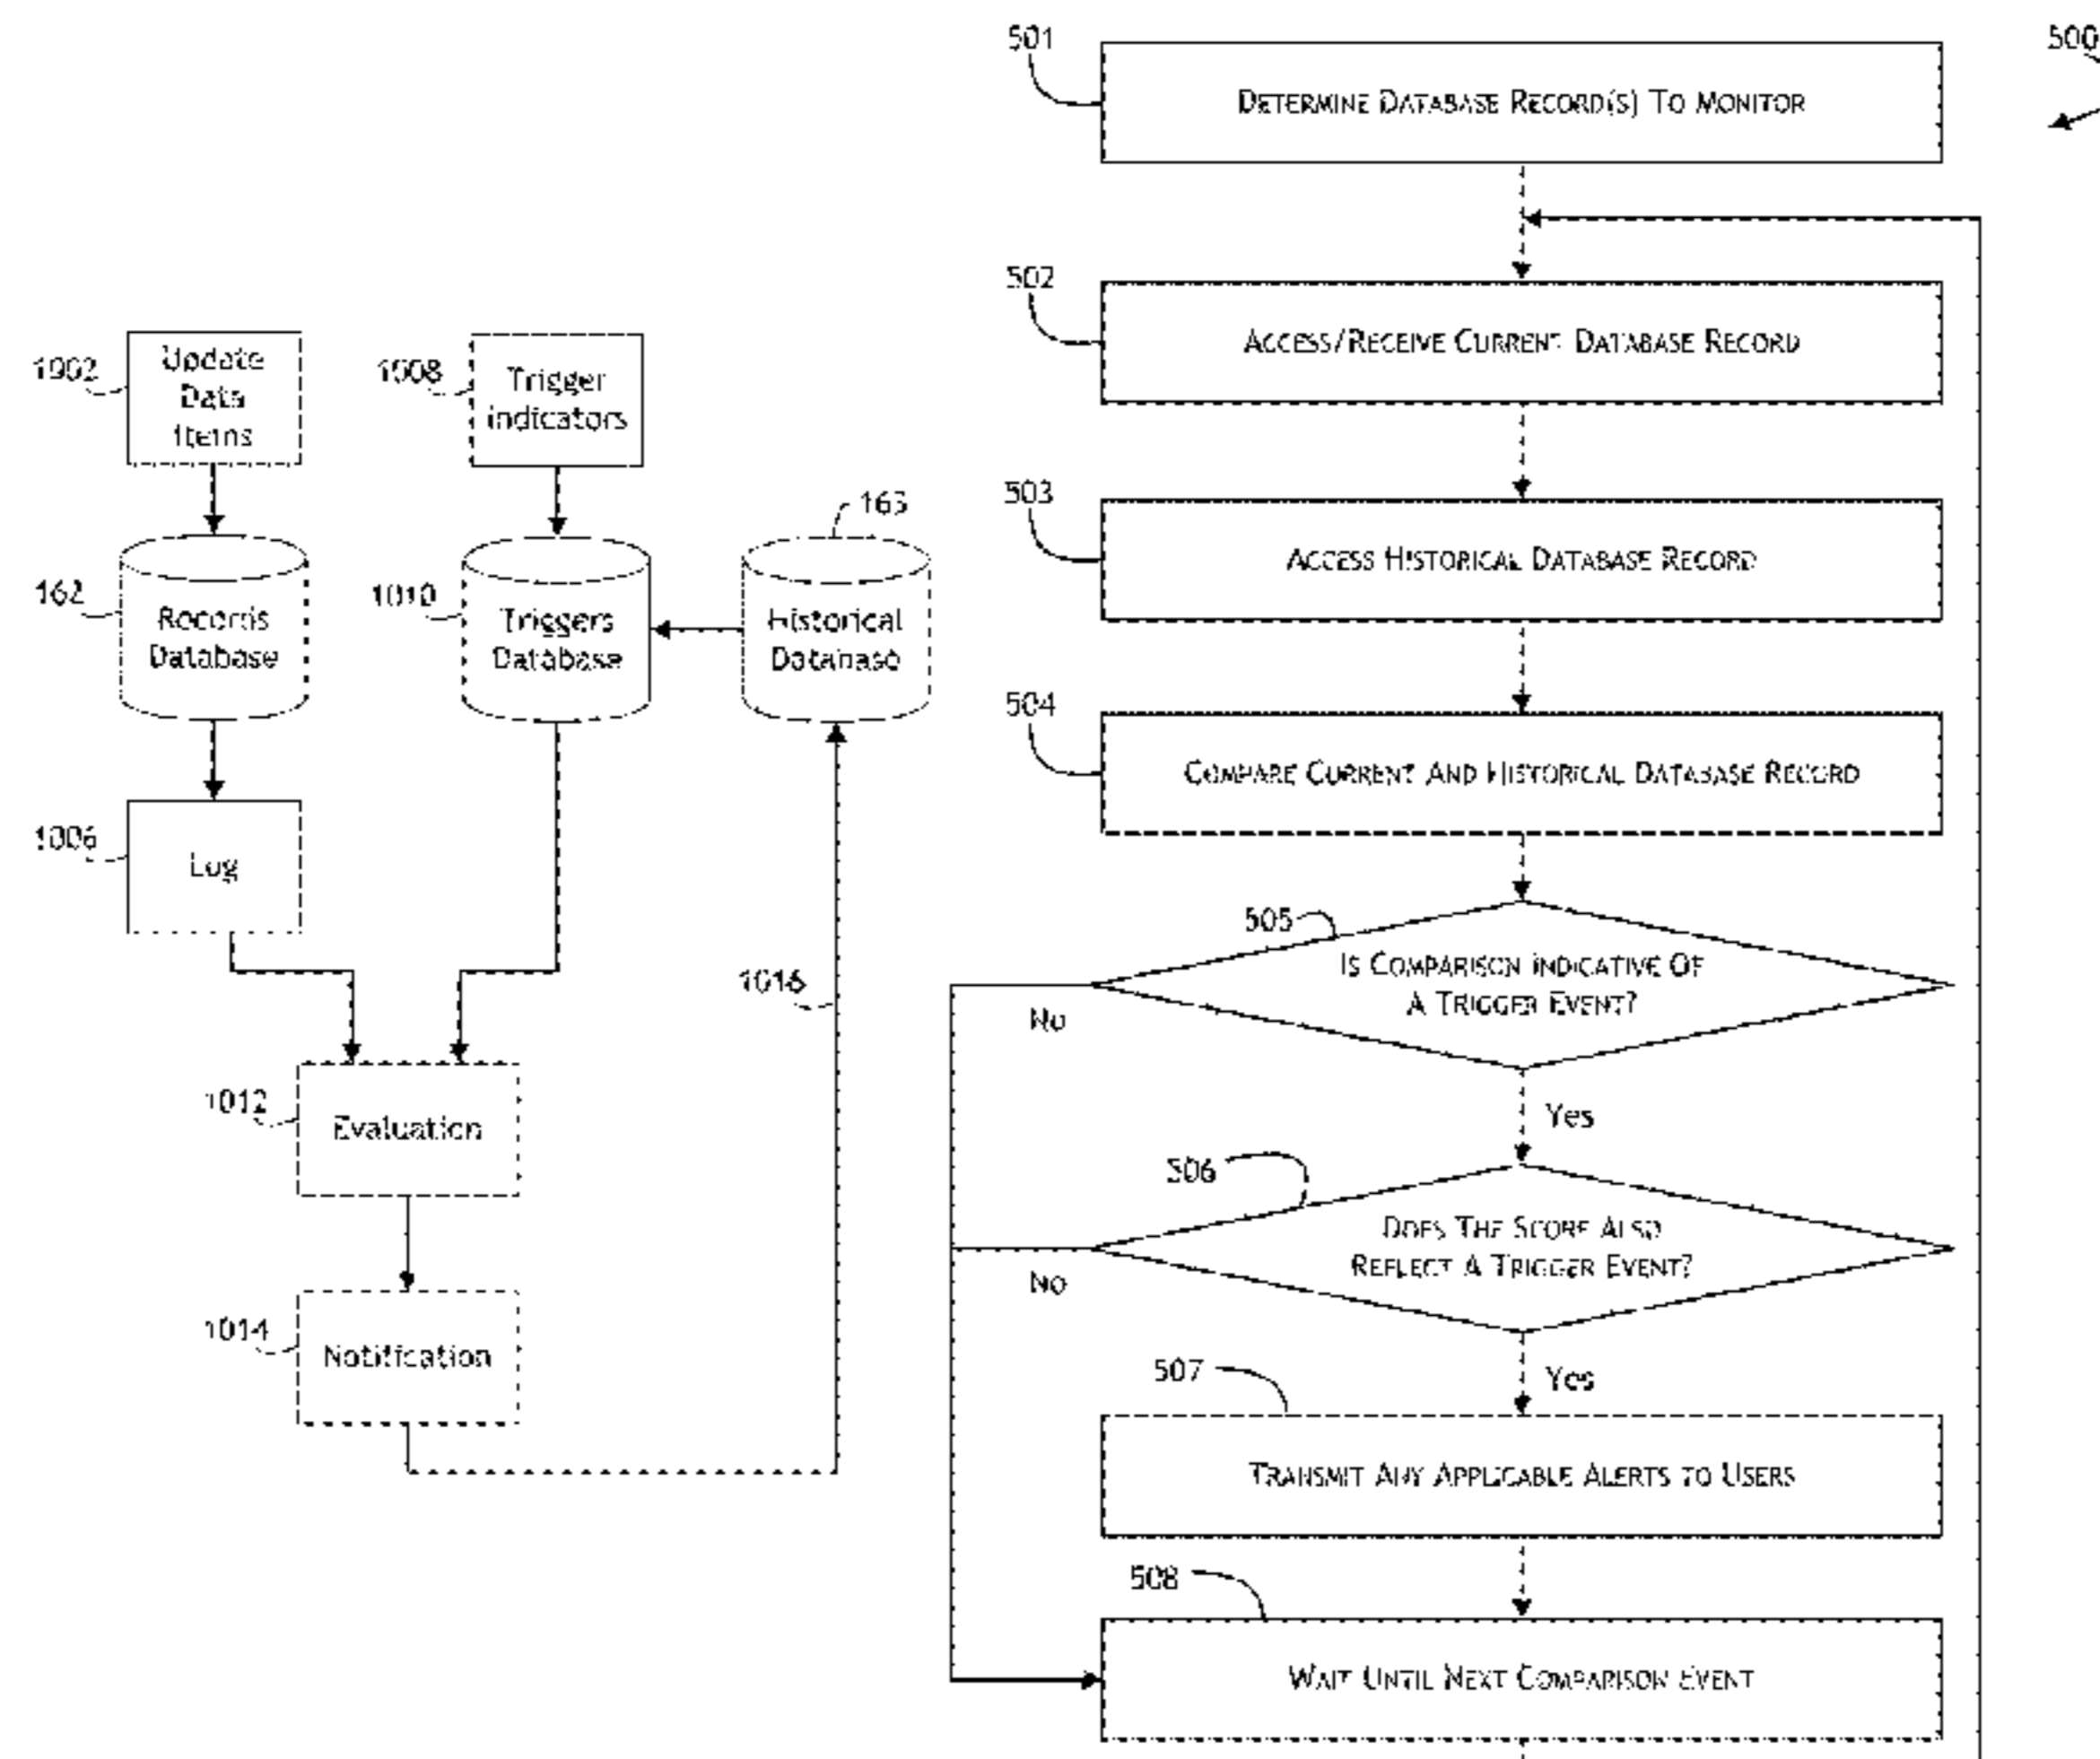 1002
Update
Data
Items
1008
Trigger
indicators
162
Records
Database
1010
Triggers
Database
163
Historical
Database
1006
Log
1012
Evaluation
1014
Notification
1016
500
501
DETERMINE DATABASE RECORD(S) TO MONITOR
502
ACCESS/RECEIVE CURRENT DATABASE RECORD
503
ACCESS HISTORICAL DATABASE RECORD
504
COMPARE CURRENT AND HISTORICAL DATABASE RECORD
505
IS COMPARISON INDICATIVE OF
A TRIGGER EVENT?
No
Yes
506
DOES THE SCORE ALSO
REFLECT A TRIGGER EVENT?
No
Yes
507
TRANSMIT ANY APPLICABLE ALERTS TO USERS
508
WAIT UNTIL NEXT COMPARISON EVENT